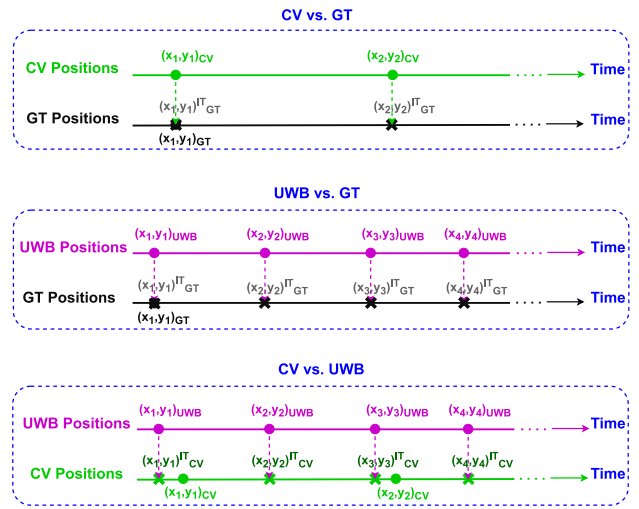 CV vs. GT
(x1,y1)CV (x2,y2)CV
CV Positions Time
(x1,y1)ITGT (x2,y2)ITGT
GT Positions Time
(x1,y1)GT
UWB vs. GT
(x1,y1)UWB (x2,y2)UWB (x3,y3)UWB (x4,y4)UWB
UWB Positions Time
(x1,y1)ITGT (x2,y2)ITGT (x3,y3)ITGT (x4,y4)ITGT
GT Positions Time
(x1,y1)GT
CV vs. UWB
(x1,y1)UWB (x2,y2)UWB (x3,y3)UWB (x4,y4)UWB
UWB Positions Time
(x1,y1)ITCV (x2,y2)ITCV (x3,y3)ITCV (x4,y4)ITCV
CV Positions Time
(x1,y1)CV (x2,y2)CV